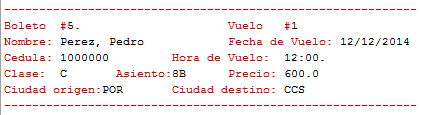 Boleto #5. Vuelo #1
Nombre: Perez, Pedro Fecha de Vuelo: 12/12/2014
Cedula: 1000000 Hora de Vuelo: 12:00.
Clase: C Asiento:8B Precio: 600.0
Ciudad origen:POR Ciudad destino: CCS